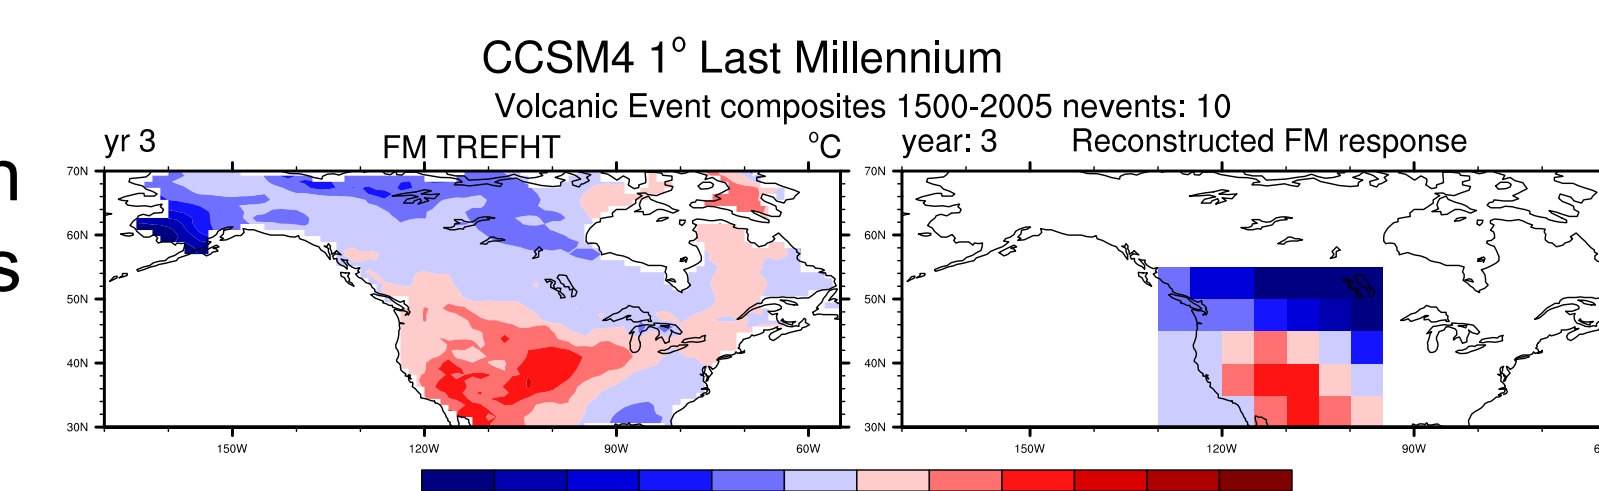 CCSM4 1° Last Millennium
Volcanic Event composites 1500-2005 nevents: 10
yr 3 FM TREFHT °C
year: 3 Reconstructed FM response
n
s
70N
60N
50N
40N
30N
150W 120W 90W 60W
70N
60N
50N
40N
30N
150W 120W 90W 6